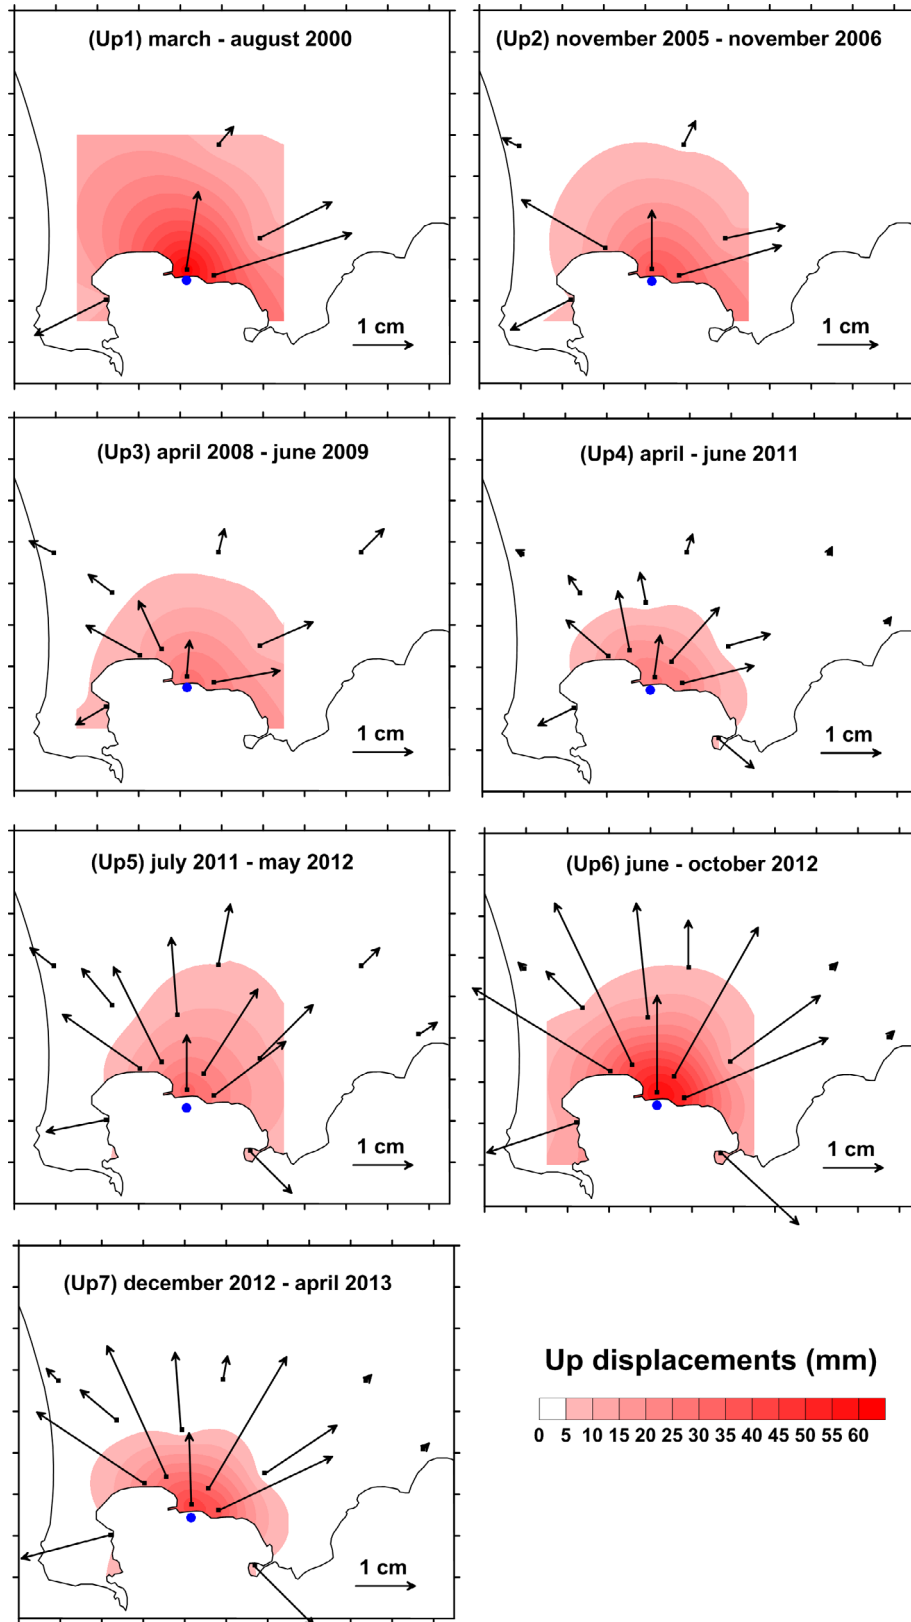 (Up1) march - august 2000
1 cm
(Up2) november 2005 - november 2006
1 cm
(Up3) april 2008 - june 2009
1 cm
(Up4) april - june 2011
1 cm
(Up5) july 2011 - may 2012
1 cm
(Up6) june - october 2012
1 cm
(Up7) december 2012 - april 2013
1 cm
Up displacements (mm)
0 5 10 15 20 25 30 35 40 45 50 55 60